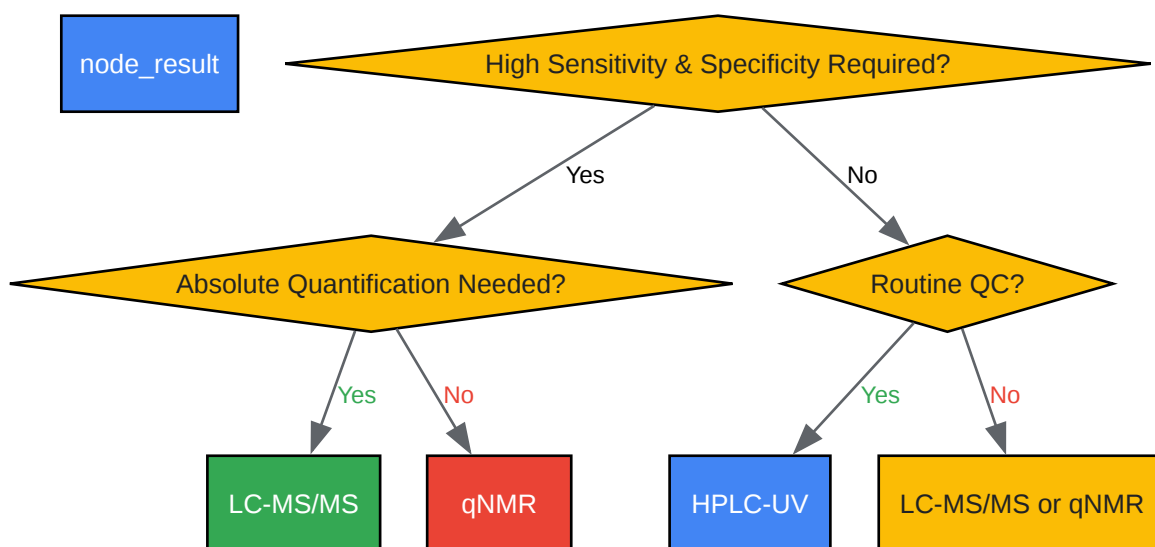 node_result
High Sensitivity & Specificity Required?
Yes
No
Absolute Quantification Needed?
Routine QC?
Yes
No
Yes
No
LC-MS/MS
qNMR
HPLC-UV
LC-MS/MS or qNMR